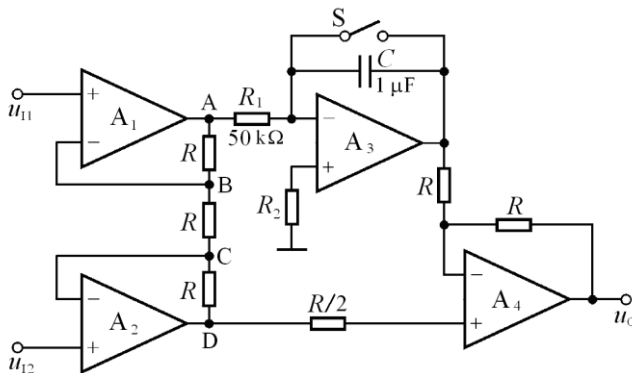 S
C
1 μF
u_I1
+
A₁
−
A
R₁
50 kΩ
−
A₃
+
R
B
R
R₂
R
R
C
−
A₂
+
R
D
R/2
−
A₄
+
u_I2
u_O